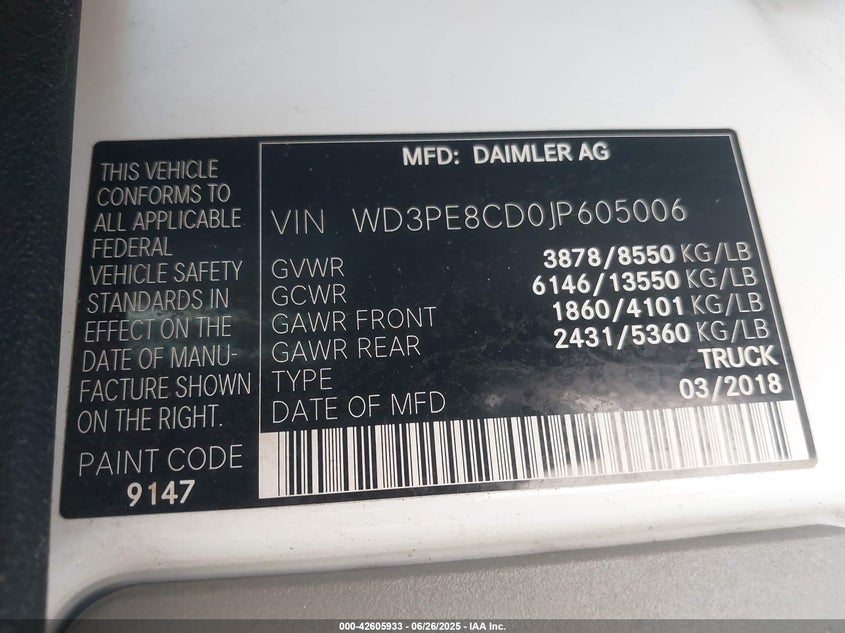 THIS VEHICLE
CONFORMS TO
ALL APPLICABLE
FEDERAL
VEHICLE SAFETY
STANDARDS IN
EFFECT ON THE
DATE OF MANU-
FACTURE SHOWN
ON THE RIGHT.
PAINT CODE
9147
MFD: DAIMLER AG
VIN WD3PE8CD0JP605006
GVWR 3878/8550 KG/LB
GCWR 6146/13550 KG/LB
GAWR FRONT 1860/4101 KG/LB
GAWR REAR 2431/5360 KG/LB
TYPE TRUCK
DATE OF MFD 03/2018
000-42605933 - 06/26/2025 - IAA Inc.